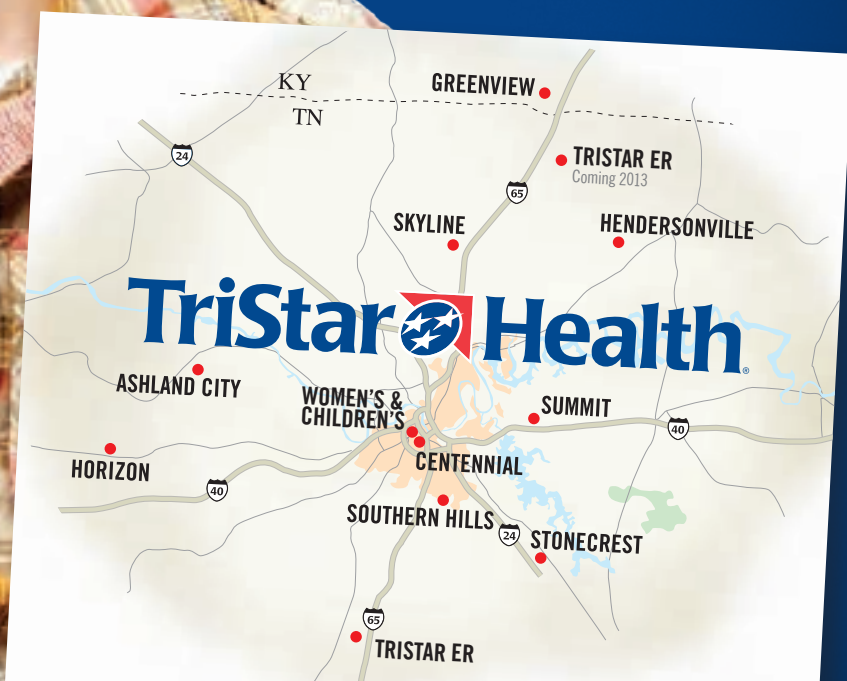 KY
TN
GREENVIEW
24
TRISTAR ER
Coming 2013
65
SKYLINE
HENDERSONVILLE
TriStar Health®
ASHLAND CITY
WOMEN'S &
CHILDREN'S
SUMMIT
40
CENTENNIAL
HORIZON
40
SOUTHERN HILLS
24
STONECREST
65
TRISTAR ER